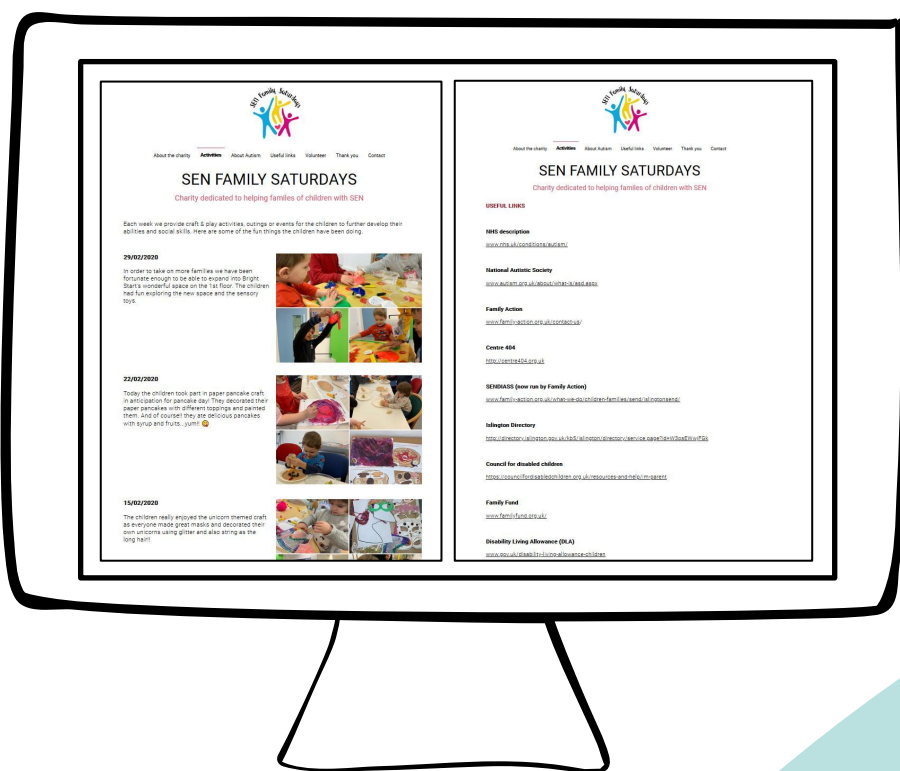 SEN Family Saturdays
About the charity Activities About Autism Useful links Volunteer Thank you Contact
SEN FAMILY SATURDAYS
Charity dedicated to helping families of children with SEN
Each week we provide craft & play activities, outings or events for the children to further develop their
abilities and social skills. Here are some of the fun things the children have been doing.
29/02/2020
In order to take on more families we have been
fortunate enough to be able to expand into Bright
Start's wonderful space on the 1st floor. The children
had fun exploring the new space and the sensory
toys.
22/02/2020
Today the children took part in paper pancake craft
in anticipation for pancake day! They decorated their
paper pancakes with different toppings and painted
them. And of course!! they ate delicious pancakes
with syrup and fruits...yum!! 😋
15/02/2020
The children really enjoyed the unicorn themed craft
as everyone made great masks and decorated their
own unicorns using glitter and also string as the
long hair!!
SEN Family Saturdays
About the charity Activities About Autism Useful links Volunteer Thank you Contact
SEN FAMILY SATURDAYS
Charity dedicated to helping familes of children with SEN
USEFUL LINKS
NHS description
www.nhs.uk/conditions/autism/
National Autistic Society
www.autism.org.uk/about/what-is/asd.aspx
Family Action
www.family-action.org.uk/contact-us/
Centre 404
http://centre404.org.uk
SENDIASS (now run by Family Action)
www.family-action.org.uk/what-we-do/children-families/send/islingtonsend/
Islington Directory
Council for disabled children
https://councilfordisabledchildren.org.uk/resources-and-help/im-parent
Family Fund
www.familyfund.org.uk/
Disability Living Allowance (DLA)
www.gov.uk/disability-living-allowance-children